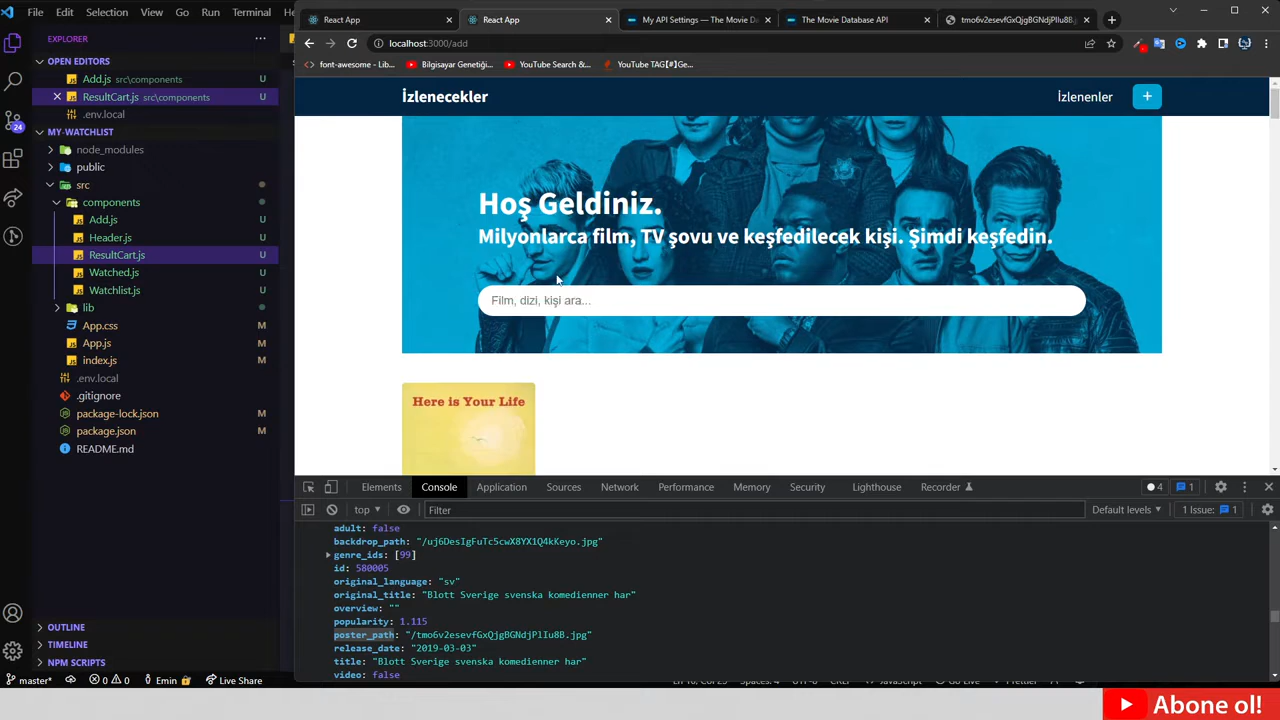 File Edit Selection View Go Run Terminal He
EXPLORER
OPEN EDITORS
Add.js src\components U
ResultCart.js src\components U
.env.local
24
MY-WATCHLIST
node_modules
public
src
components
Add.js U
Header.js U
ResultCart.js U
Watched.js U
Watchlist.js U
lib
App.css M
App.js M
index.js M
.env.local
.gitignore
package-lock.json M
package.json M
README.md
OUTLINE
TIMELINE
NPM SCRIPTS
master* 0 0 Emin Live Share
React App
React App
My API Settings — The Movie D
The Movie Database API
tmo6v2esevfGxQjgBGNdjPlIu8B.
localhost:3000/add
font-awesome - Lib...
Bilgisayar Genetiği...
YouTube Search &...
YouTube TAG【#】Ge...
İzlenecekler
İzlenenler
+
Hoş Geldiniz.
Milyonlarca film, TV şovu ve keşfedilecek kişi. Şimdi keşfedin.
Film, dizi, kişi ara...
Here is Your Life
Elements Console Application Sources Network Performance Memory Security Lighthouse Recorder 4 1
top Filter Default levels 1 Issue: 1
adult: false
backdrop_path: "/uj6DesIgFuTc5cwX8YX1Q4kKeyo.jpg"
genre_ids: [99]
id: 580005
original_language: "sv"
original_title: "Blott Sverige svenska komedienner har"
overview: ""
popularity: 1.115
poster_path: "/tmo6v2esevfGxQjgBGNdjPlIu8B.jpg"
release_date: "2019-03-03"
title: "Blott Sverige svenska komedienner har"
video: false
Abone ol!